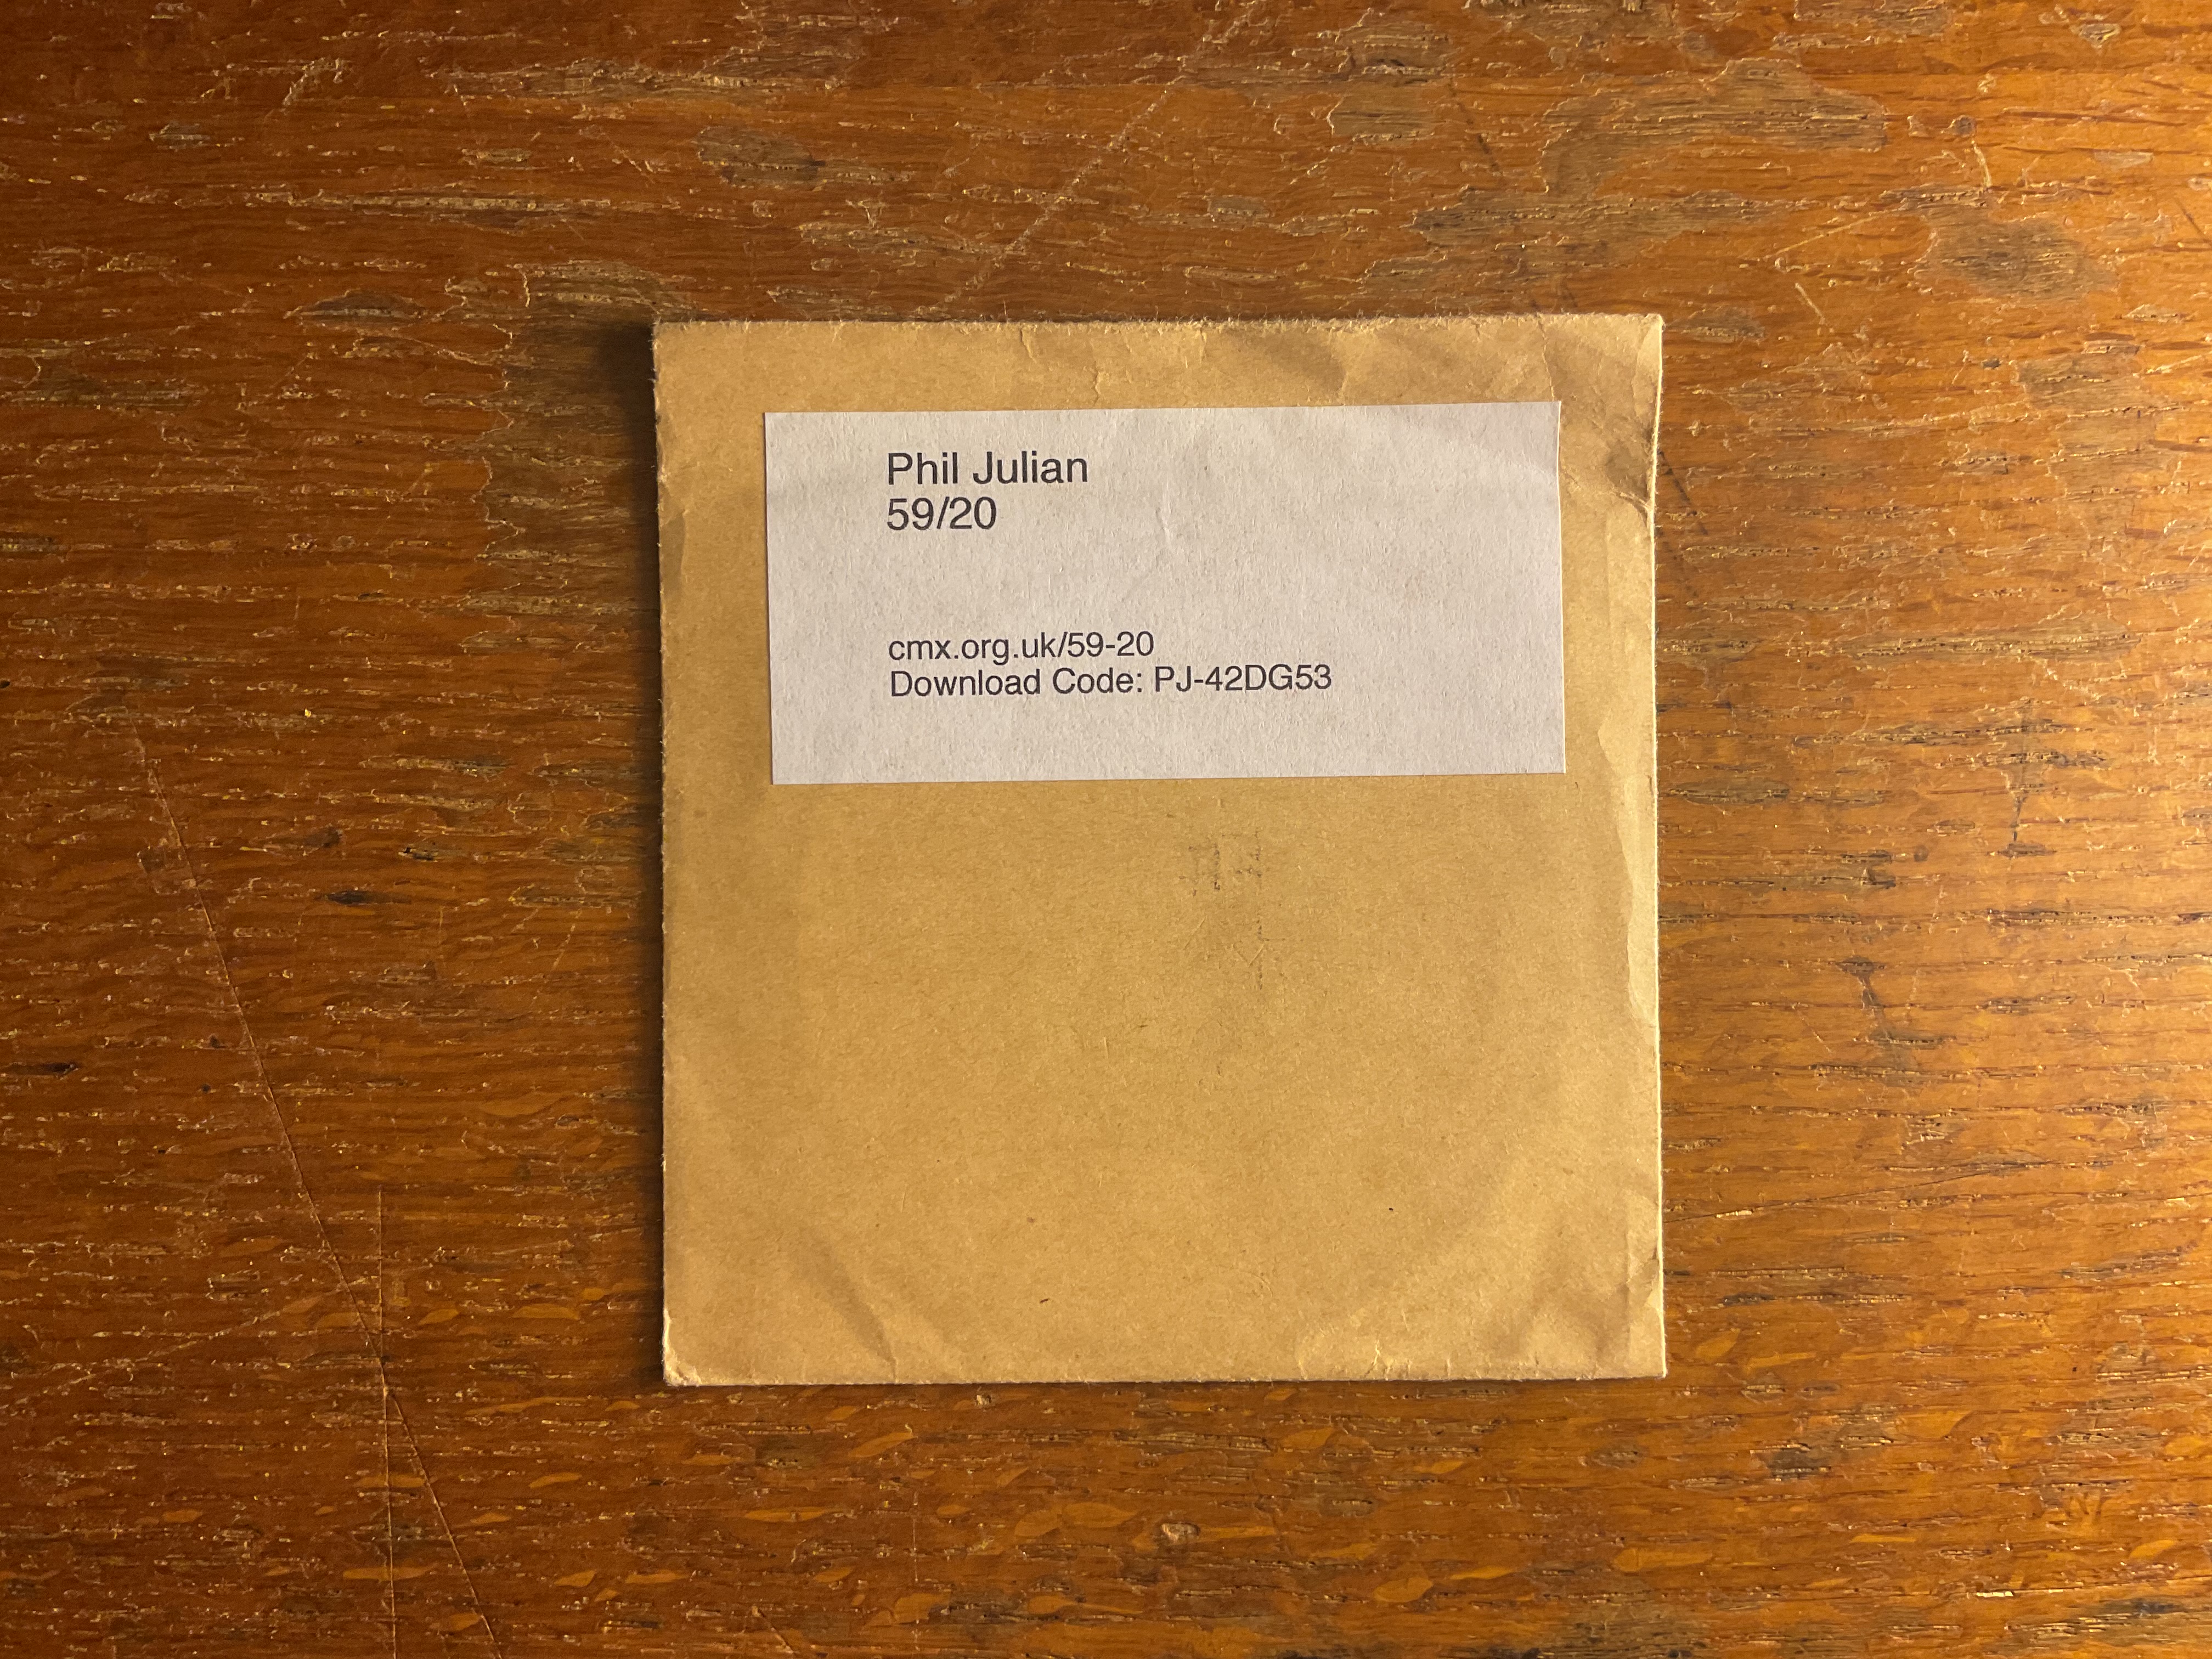 Phil Julian
59/20
cmx.org.uk/59-20
Download Code: PJ-42DG53